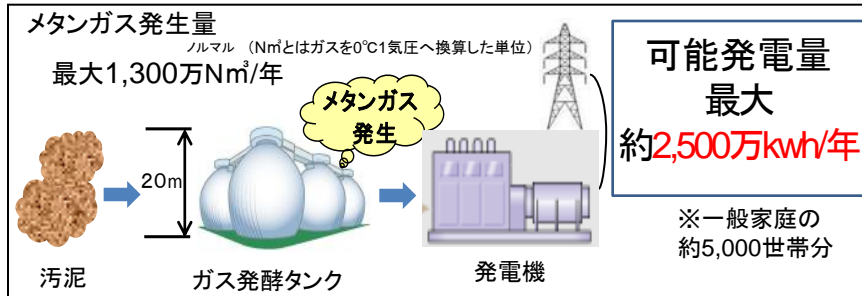 メタンガス発生量
ノルマル （N㎥とはガスを0℃1気圧へ換算した単位）
最大1,300万N㎥/年
メタンガス
発生
20m
汚泥
ガス発酵タンク
発電機
可能発電量
最大
約2,500万kwh/年
※一般家庭の
約5,000世帯分